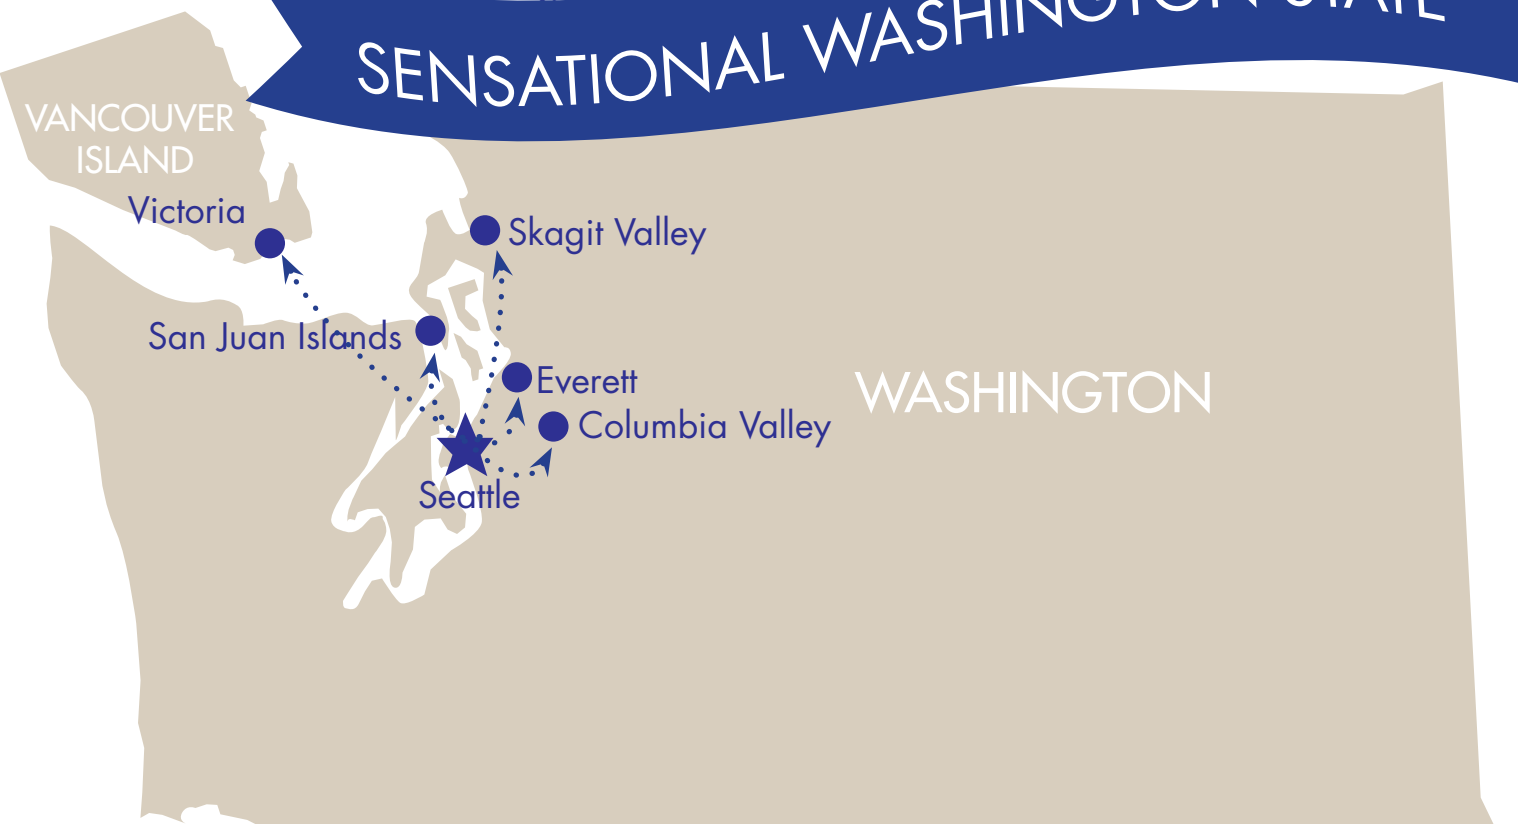 SENSATIONAL WASHINGTON STATE
VANCOUVER
ISLAND
Victoria
Skagit Valley
San Juan Islands
Everett
WASHINGTON
Columbia Valley
Seattle